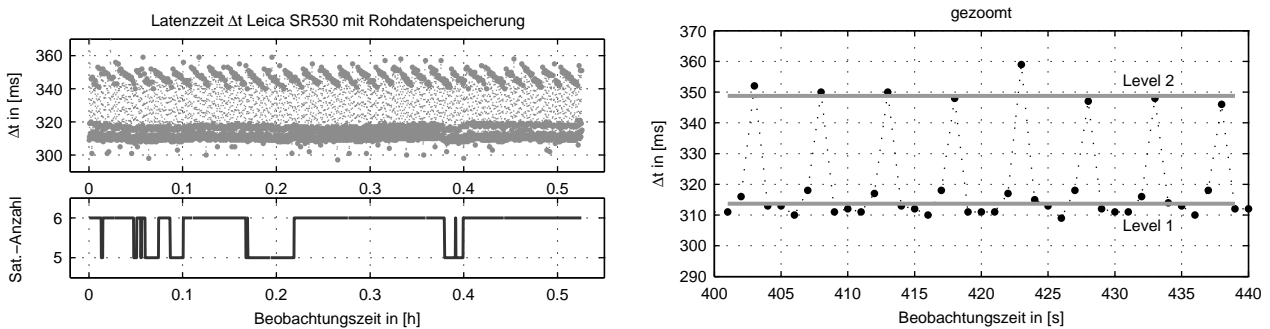 Latenzzeit Δt Leica SR530 mit Rohdatenspeicherung
Δt in [ms]
360
340
320
300
0 0.1 0.2 0.3 0.4 0.5
Sat.−Anzahl
6
5
0 0.1 0.2 0.3 0.4 0.5
Beobachtungszeit in [h]
gezoomt
Δt in [ms]
370
360
350
340
330
320
310
300
290
Level 2
Level 1
400 405 410 415 420 425 430 435 440
Beobachtungszeit in [s]